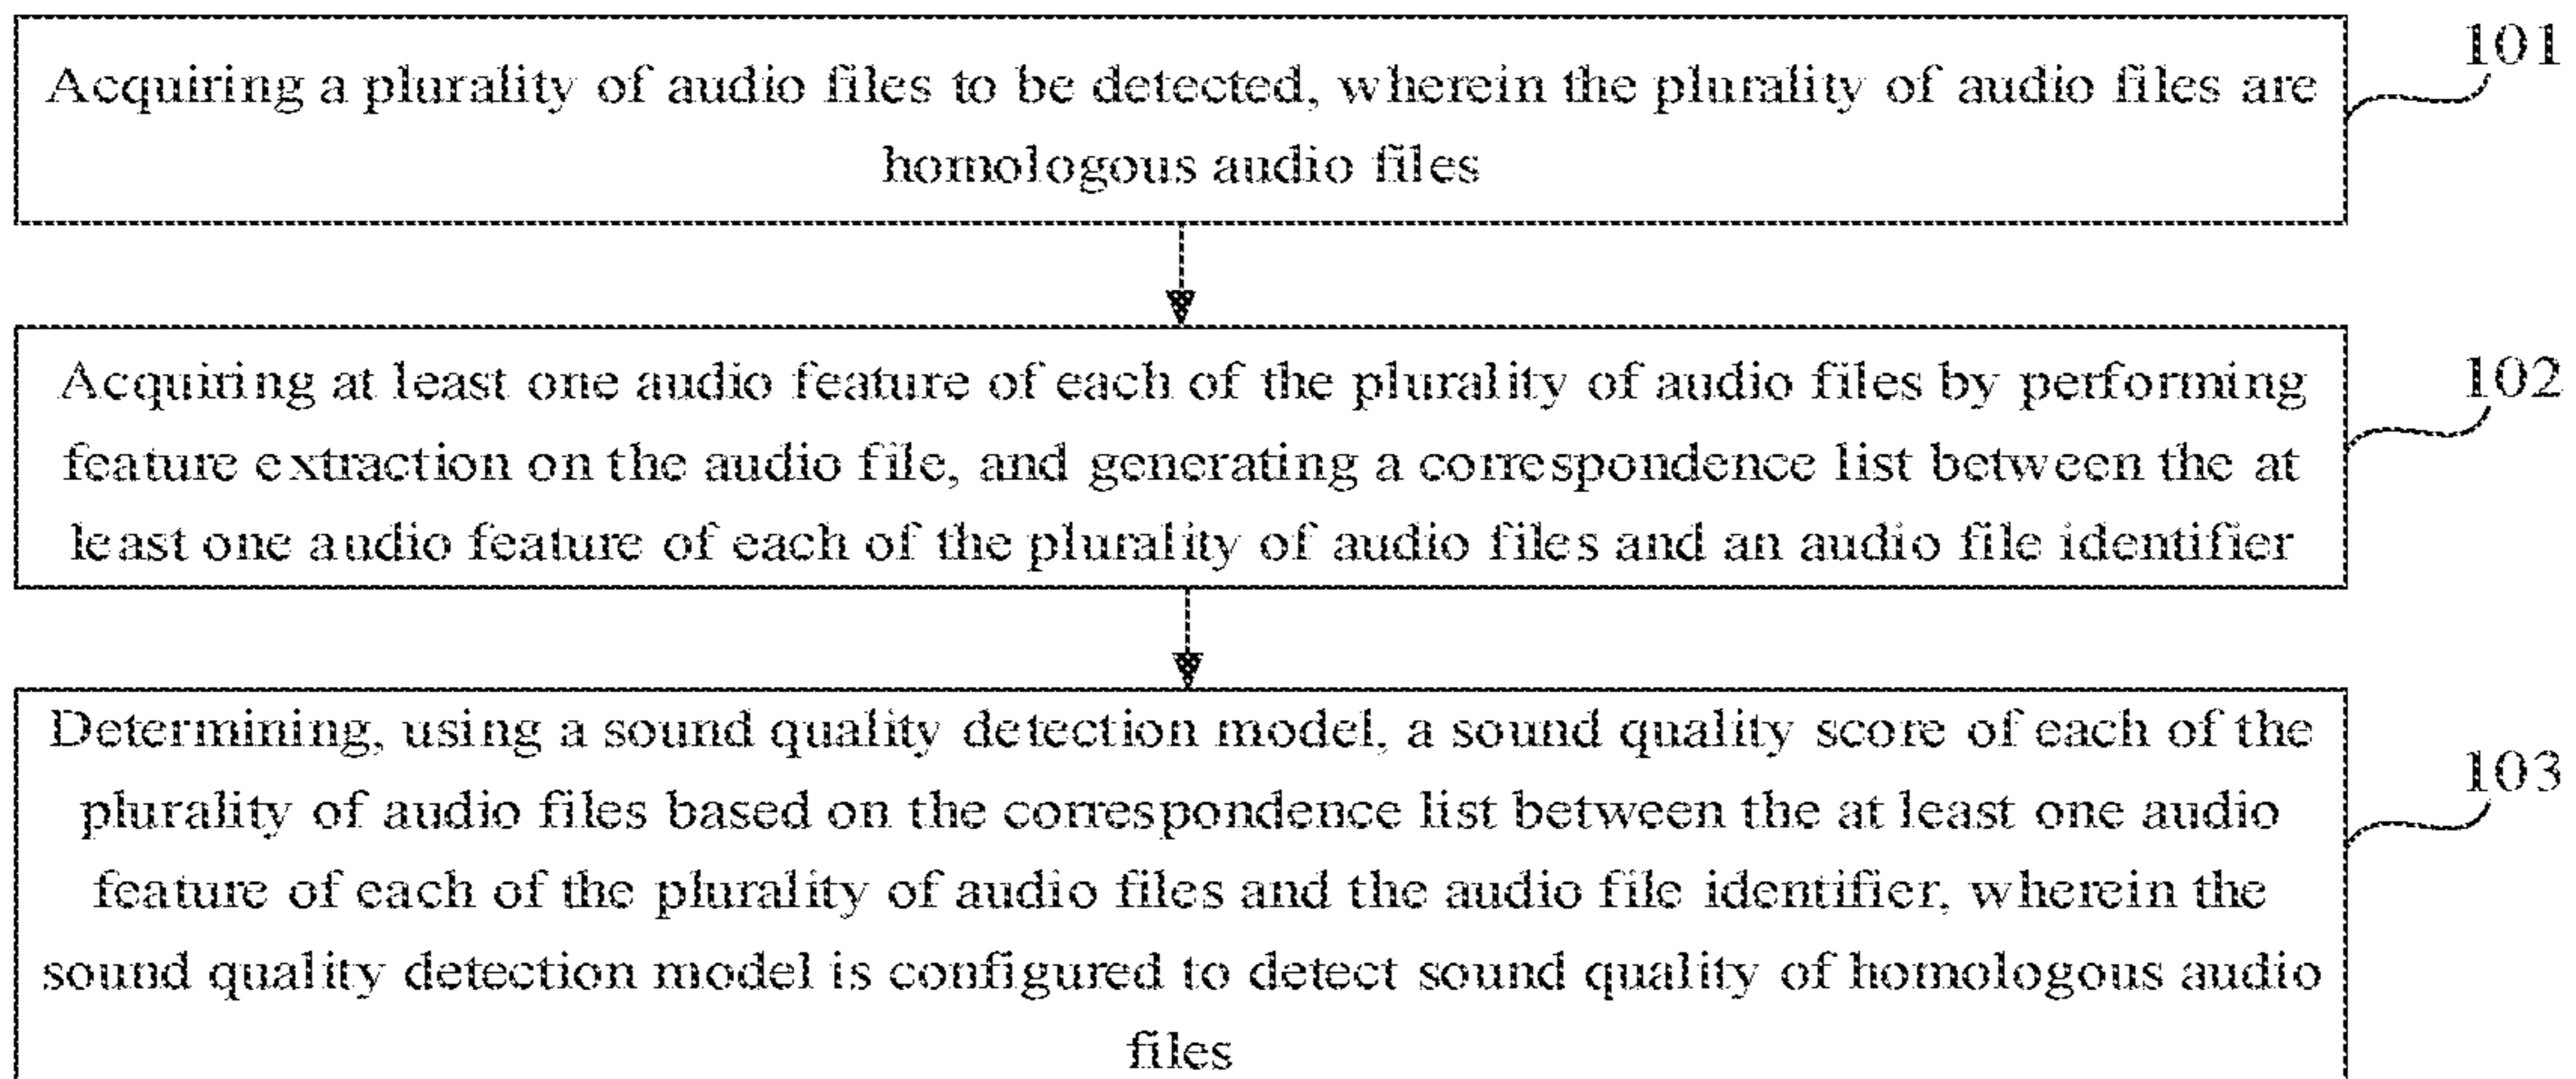 Acquiring a plurality of audio files to be detected, wherein the plurality of audio files are
homologous audio files
101
Acquiring at least one audio feature of each of the plurality of audio files by performing
feature extraction on the audio file, and generating a correspondence list between the at
least one audio feature of each of the plurality of audio files and an audio file identifier
102
Determining, using a sound quality detection model, a sound quality score of each of the
plurality of audio files based on the correspondence list between the at least one audio
feature of each of the plurality of audio files and the audio file identifier, wherein the
sound quality detection model is configured to detect sound quality of homologous audio
files
103